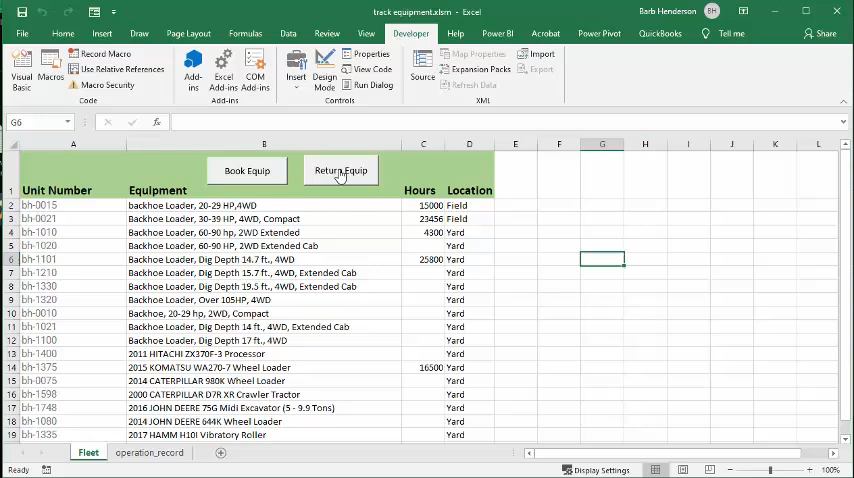 track equipment.xlsm - Excel
Barb Henderson BH
File Home Insert Draw Page Layout Formulas Data Review View Developer Help Power BI Acrobat Power Pivot QuickBooks Tell me Share
Visual Basic
Macros
Record Macro
Use Relative References
Macro Security
Code
Add-ins
Excel Add-ins
COM Add-ins
Add-ins
Insert
Design Mode
Properties
View Code
Run Dialog
Controls
Source
Map Properties
Expansion Packs
Refresh Data
Import
Export
XML
G6 fx
A B C D E F G H I J K L
Book Equip Return Equip
1 Unit Number Equipment Hours Location
2 bh-0015 backhoe Loader, 20-29 HP,4WD 15000 Field
3 bh-0021 Backhoe Loader, 30-39 HP, 4WD, Compact 23456 Field
4 bh-1010 Backhoe Loader, 60-90 hp, 2WD Extended 4300 Yard
5 bh-1020 Backhoe Loader, 60-90 HP, 2WD Extended Cab Yard
6 bh-1101 Backhoe Loader, Dig Depth 14.7 ft., 4WD 25800 Yard
7 bh-1210 Backhoe Loader, Dig Depth 15.7 ft., 4WD, Extended Cab Yard
8 bh-1330 Backhoe Loader, Dig Depth 19.5 ft., 4WD, Extended Cab Yard
9 bh-1320 Backhoe Loader, Over 105HP, 4WD Yard
10 bh-0010 Backhoe, 20-29 hp, 2WD, Compact Yard
11 bh-1021 Backhoe Loader, Dig Depth 14 ft., 4WD, Extended Cab Yard
12 bh-1100 Backhoe Loader, Dig Depth 17 ft., 4WD Yard
13 bh-1400 2011 HITACHI ZX370F-3 Processor Yard
14 bh-1375 2015 KOMATSU WA270-7 Wheel Loader 16500 Yard
15 bh-0075 2014 CATERPILLAR 980K Wheel Loader Yard
16 bh-1598 2000 CATERPILLAR D7R XR Crawler Tractor Yard
17 bh-1748 2016 JOHN DEERE 75G Midi Excavator (5 - 9.9 Tons) Yard
18 bh-1080 2014 JOHN DEERE 644K Wheel Loader Yard
19 bh-1335 2017 HAMM H10I Vibratory Roller Yard
Fleet operation_record
Ready Display Settings 100%